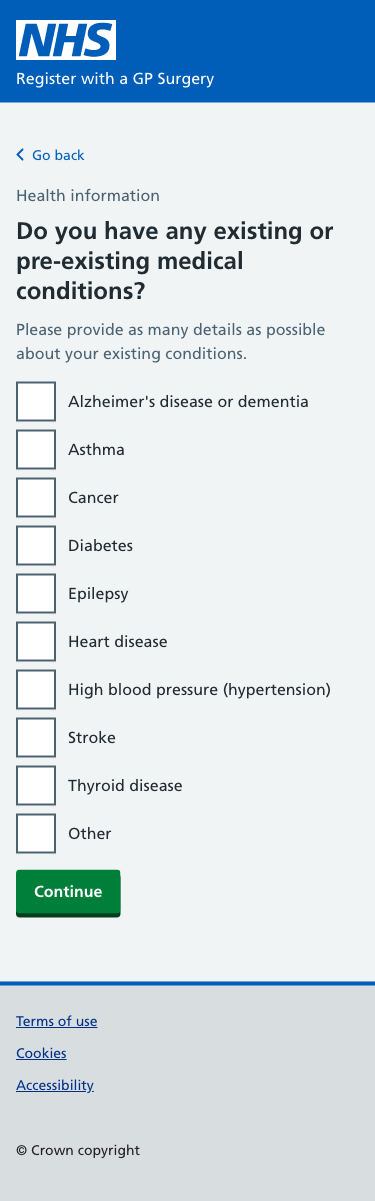 NHS
Register with a GP Surgery
Go back
Health information
Do you have any existing or
pre-existing medical
conditions?
Please provide as many details as possible
about your existing conditions.
Alzheimer's disease or dementia
Asthma
Cancer
Diabetes
Epilepsy
Heart disease
High blood pressure (hypertension)
Stroke
Thyroid disease
Other
Continue
Terms of use
Cookies
Accessibility
© Crown copyright